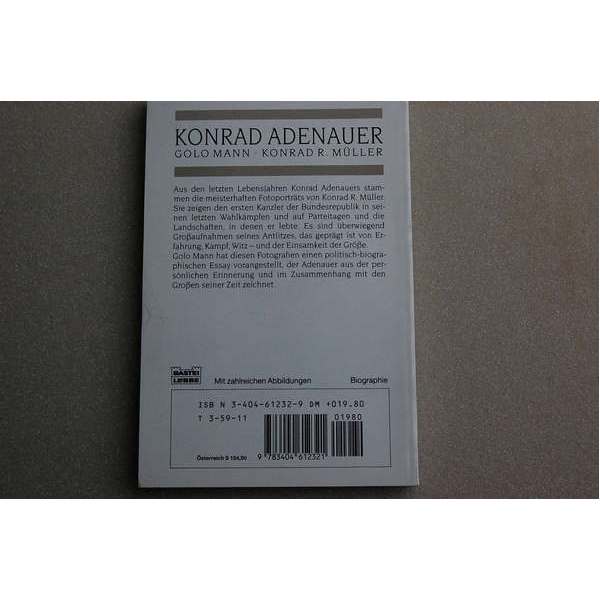 KONRAD ADENAUER
GOLO MANN · KONRAD R. MÜLLER
Aus den letzten Lebensjahren Konrad Adenauers stam-
men die meisterhaften Fotoporträts von Konrad R. Müller.
Sie zeigen den ersten Kanzler der Bundesrepublik in sei-
nen letzten Wahlkämpfen und auf Parteitagen und die
Landschaften, in denen er lebte. Es sind überwiegend
Großaufnahmen seines Antlitzes, das geprägt ist von Er-
fahrung, Kampf, Witz – und der Einsamkeit der Größe.
Golo Mann hat diesen Fotografien einen politisch-biogra-
phischen Essay vorangestellt, der Adenauer aus der per-
sönlichen Erinnerung und im Zusammenhang mit den
Großen seiner Zeit zeichnet.
BASTEI
LÜBBE
Mit zahlreichen Abbildungen
Biographie
ISB N 3-404-61232-9 DM +019.80
T 3-59-11
01980
Österreich S 154,00
9 783404 612321